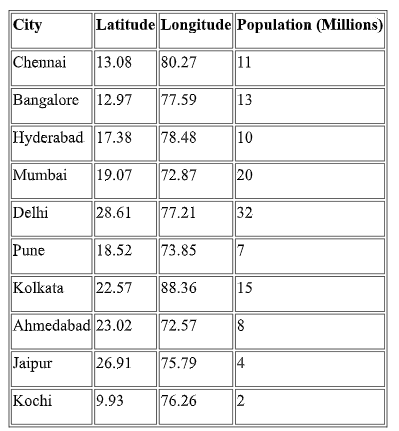 City Latitude Longitude Population (Millions)
Chennai 13.08 80.27 11
Bangalore 12.97 77.59 13
Hyderabad 17.38 78.48 10
Mumbai 19.07 72.87 20
Delhi 28.61 77.21 32
Pune 18.52 73.85 7
Kolkata 22.57 88.36 15
Ahmedabad 23.02 72.57 8
Jaipur 26.91 75.79 4
Kochi 9.93 76.26 2